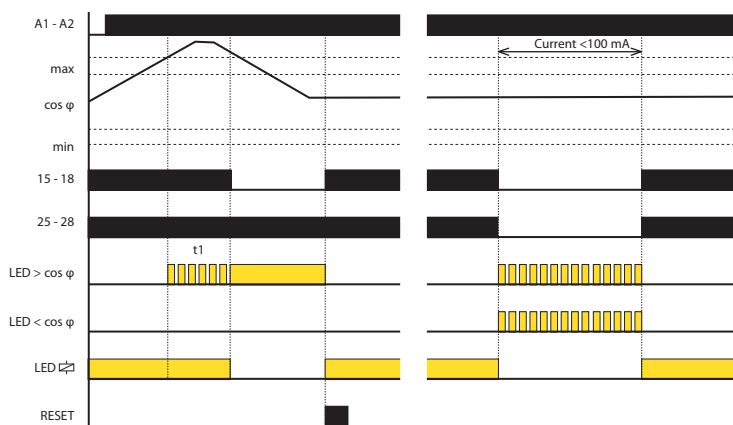 A1 - A2
Current <100 mA
max
cos φ
min
15 - 18
25 - 28
t1
LED > cos φ
LED < cos φ
LED
RESET